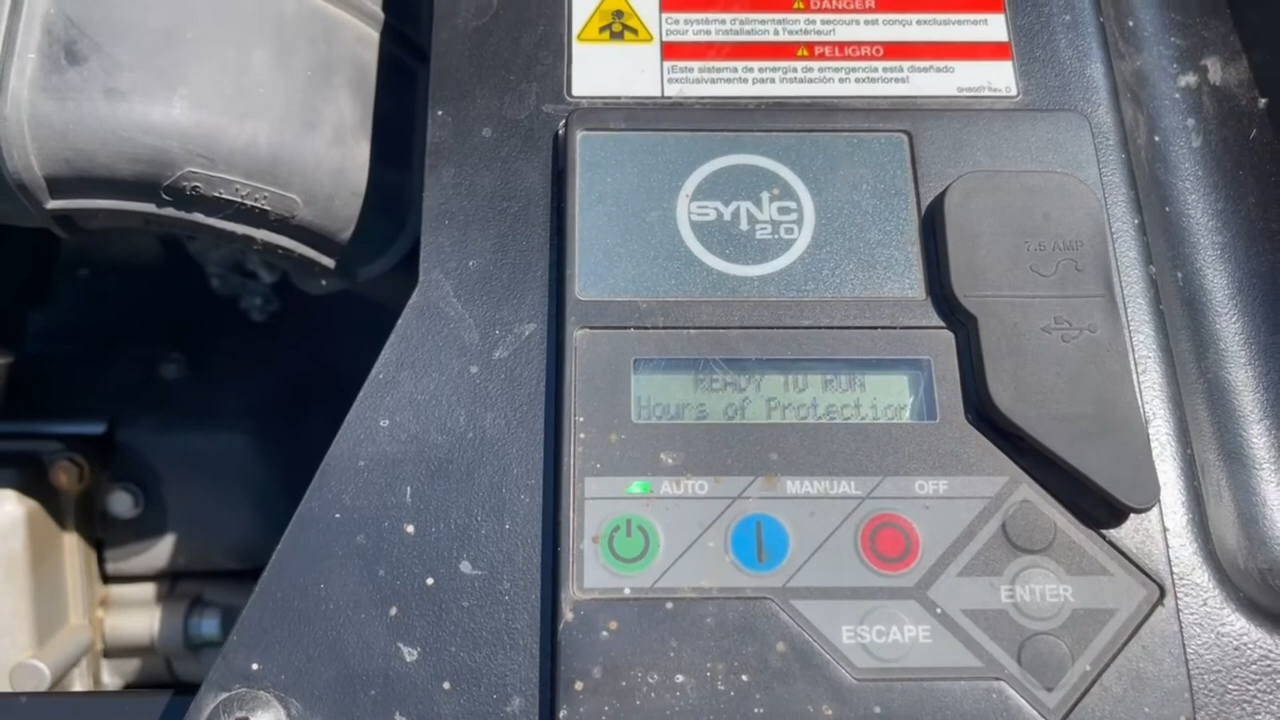 DANGER
Ce système d'alimentation de secours est conçu exclusivement
pour une installation à l'extérieur!
PELIGRO
¡Este sistema de energía de emergencia está diseñado
exclusivamente para instalación en exteriores!
0H8007 Rev. D
SYNC
2.0
7.5 AMP
READY TO RUN
Hours of Protection
AUTO MANUAL OFF
ENTER
ESCAPE